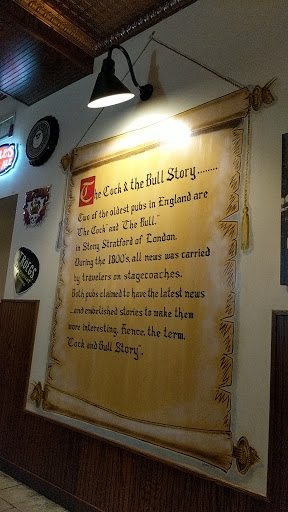 The Cock & the Bull Story........
Two of the oldest pubs in England are
"The Cock" and "The Bull."
in Stony Stratford of London.
During the 1800's, all news was carried
by travelers on stagecoaches.
Both pubs claimed to have the latest news
...and embelished stories to make them
more interesting. Hence, the term,
"Cock and Bull Story".
TRÖEGS